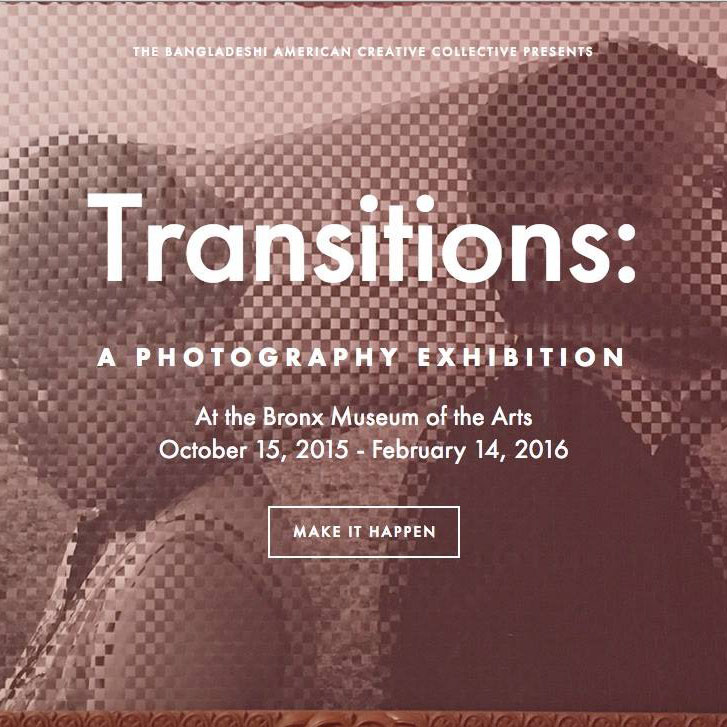 THE BANGLADESHI AMERICAN CREATIVE COLLECTIVE PRESENTS
Transitions:
A PHOTOGRAPHY EXHIBITION
At the Bronx Museum of the Arts
October 15, 2015 - February 14, 2016
MAKE IT HAPPEN